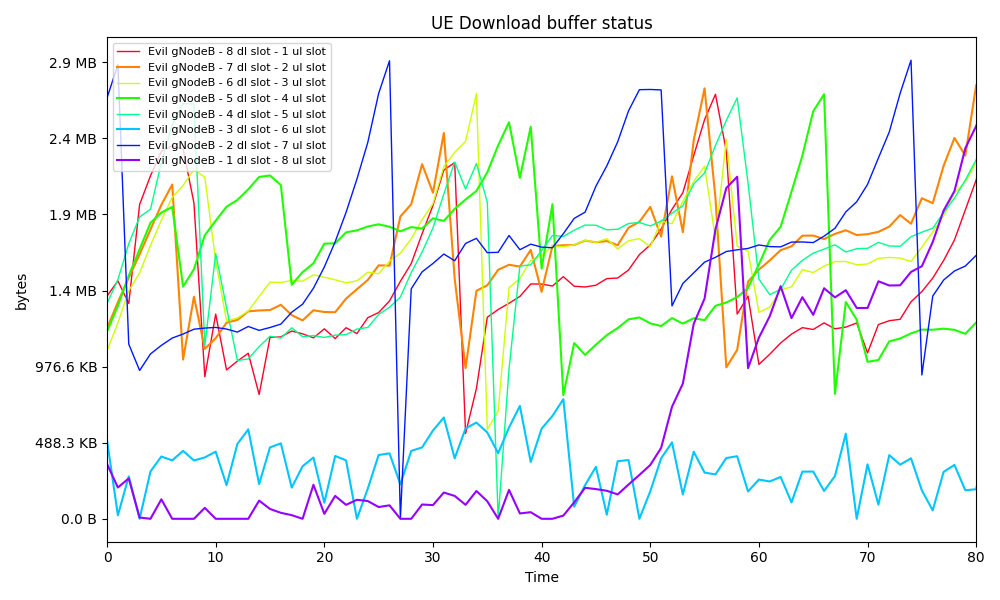 UE Download buffer status
Evil gNodeB - 8 dl slot - 1 ul slot
Evil gNodeB - 7 dl slot - 2 ul slot
Evil gNodeB - 6 dl slot - 3 ul slot
Evil gNodeB - 5 dl slot - 4 ul slot
Evil gNodeB - 4 dl slot - 5 ul slot
Evil gNodeB - 3 dl slot - 6 ul slot
Evil gNodeB - 2 dl slot - 7 ul slot
Evil gNodeB - 1 dl slot - 8 ul slot
2.9 MB
2.4 MB
1.9 MB
1.4 MB
976.6 KB
488.3 KB
0.0 B
bytes
0 10 20 30 40 50 60 70 80
Time